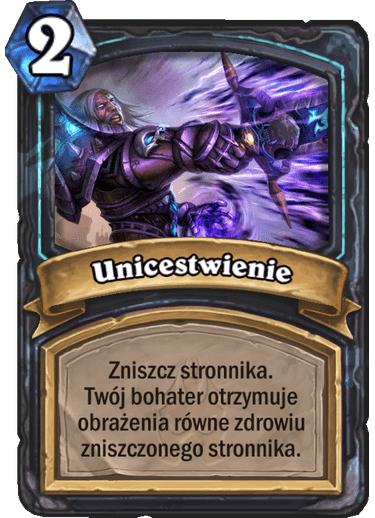 2
Unicestwienie
Zniszcz stronnika.
Twój bohater otrzymuje
obrażenia równe zdrowiu
zniszczonego stronnika.